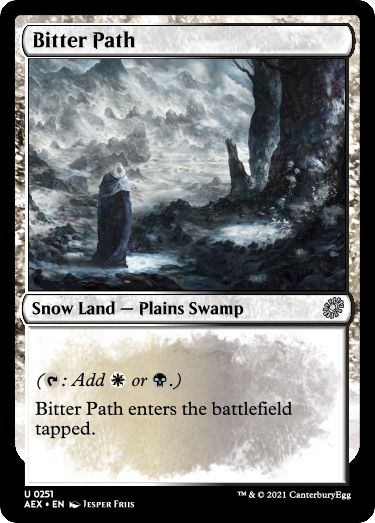 Bitter Path
Snow Land — Plains Swamp
(: Add or .)
Bitter Path enters the battlefield
tapped.
U 0251
AEX • EN Jesper Friis
™ & © 2021 CanterburyEgg